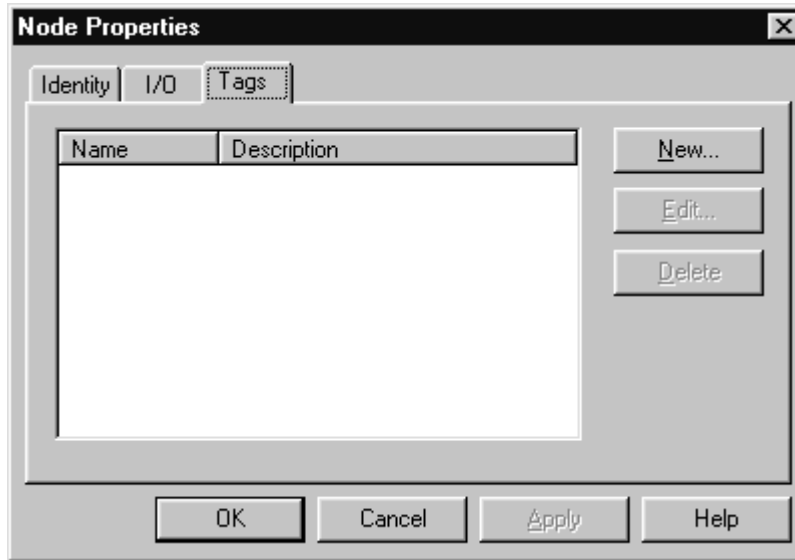 Node Properties
Identity I/O Tags
Name Description
New...
Edit...
Delete
OK Cancel Apply Help